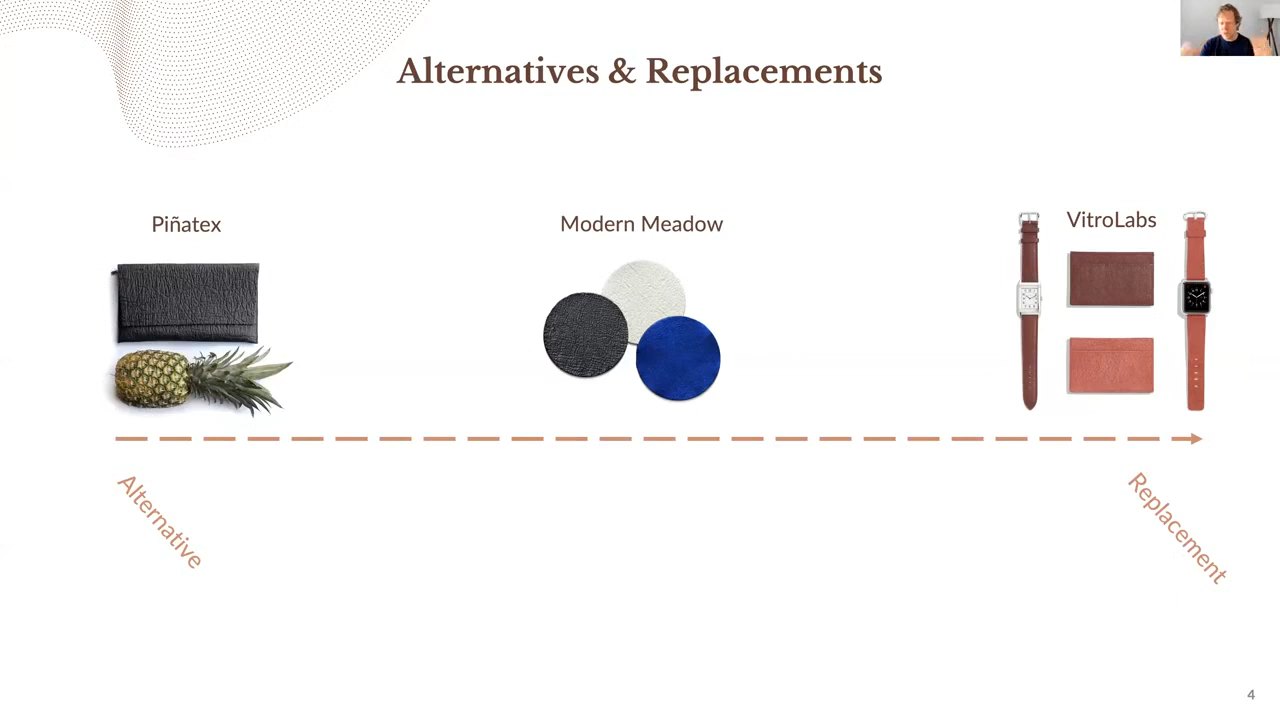 Alternatives & Replacements
Piñatex
Modern Meadow
VitroLabs
Alternative
Replacement
4